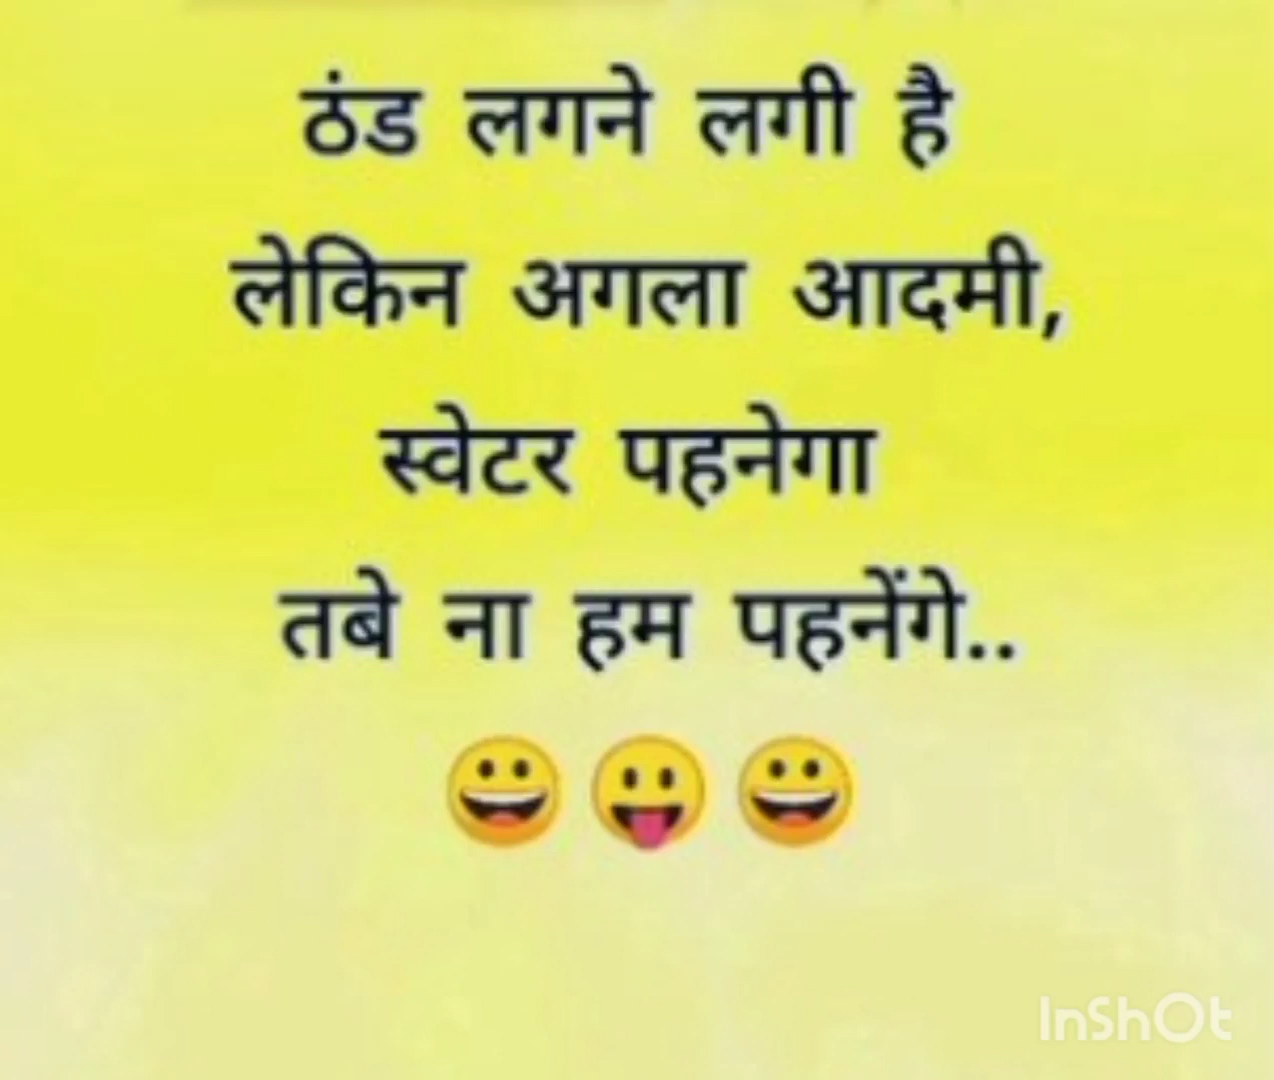 ठंड लगने लगी है
लेकिन अगला आदमी,
स्वेटर पहनेगा
तबे ना हम पहनेंगे..
😀😛😀
InShOt